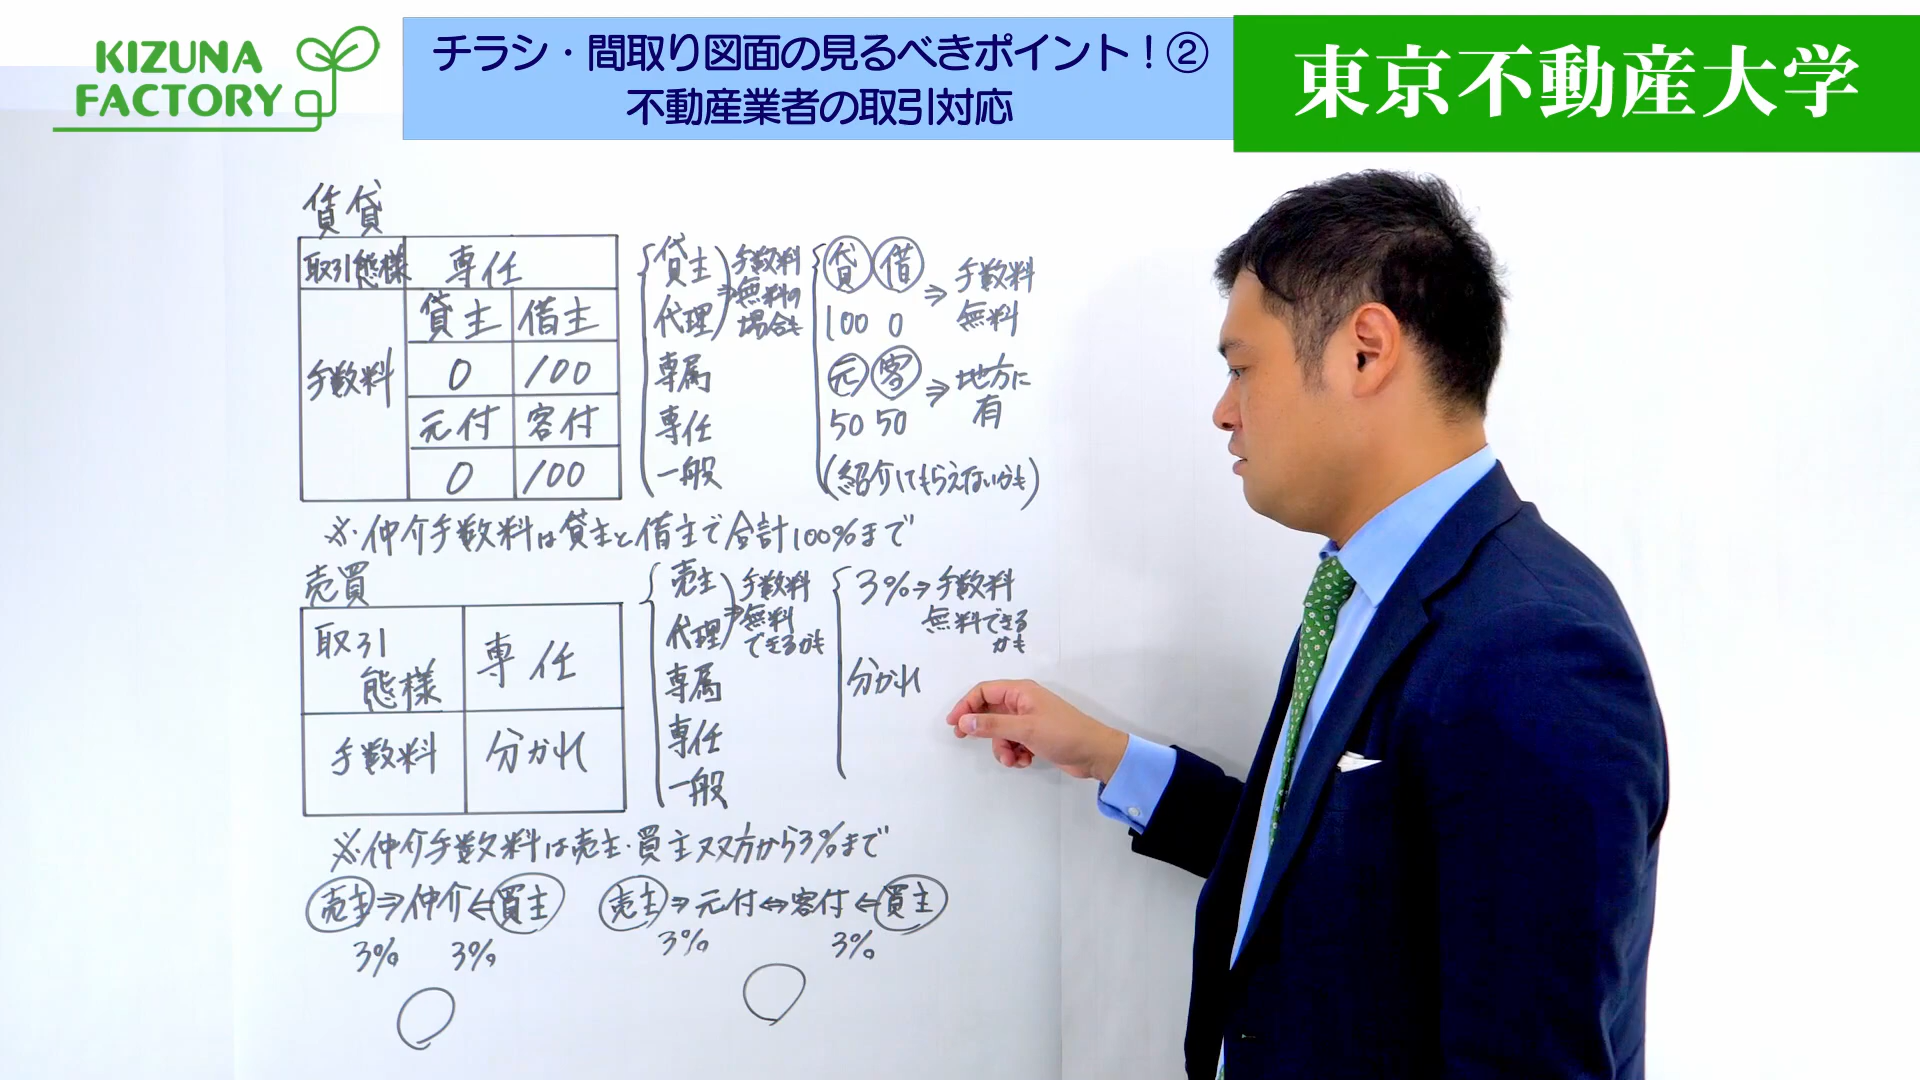 KIZUNA
FACTORY
チラシ・間取り図面の見るべきポイント！②
不動産業者の取引対応
東京不動産大学
賃貸
取引態様 専任
手数料
貸主 借主
0 100
元付 客付
0 100
貸主
代理
専属
専任
一般
手数料
無料の
場合も
貸 借
100 0
⇒ 手数料
無料
元 客
50 50
⇒ 地方に
有
(紹介してもらえないかも)
※仲介手数料は貸主と借主で合計100%まで
売買
取引
態様
専任
手数料 分かれ
売主
代理
専属
専任
一般
⇒ 手数料
無料
できるかも
3%⇒手数料
無料できる
かも
分かれ
※仲介手数料は売主・買主双方から3%まで
売主⇒仲介⇐買主
3% 3%
売主⇒元付⇔客付⇐買主
3% 3%